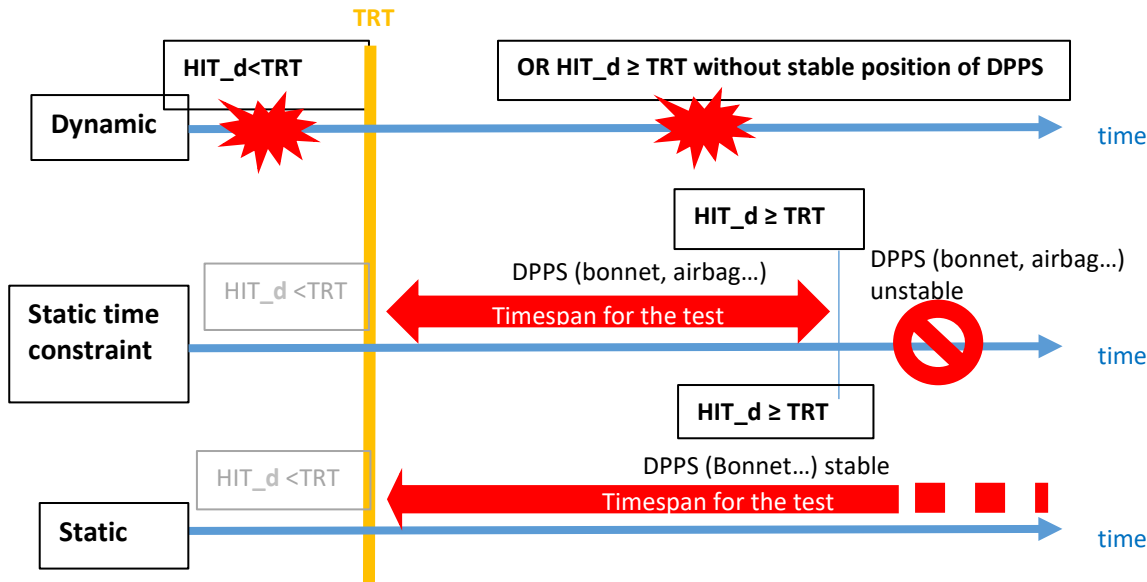 TRT
HIT_d<TRT
OR HIT_d ≥ TRT without stable position of DPPS
Dynamic
time
HIT_d ≥ TRT
DPPS (bonnet, airbag…)
DPPS (bonnet, airbag…)
unstable
HIT_d <TRT
Static time
constraint
Timespan for the test
time
HIT_d ≥ TRT
HIT_d <TRT
DPPS (Bonnet…) stable
Timespan for the test
Static
time